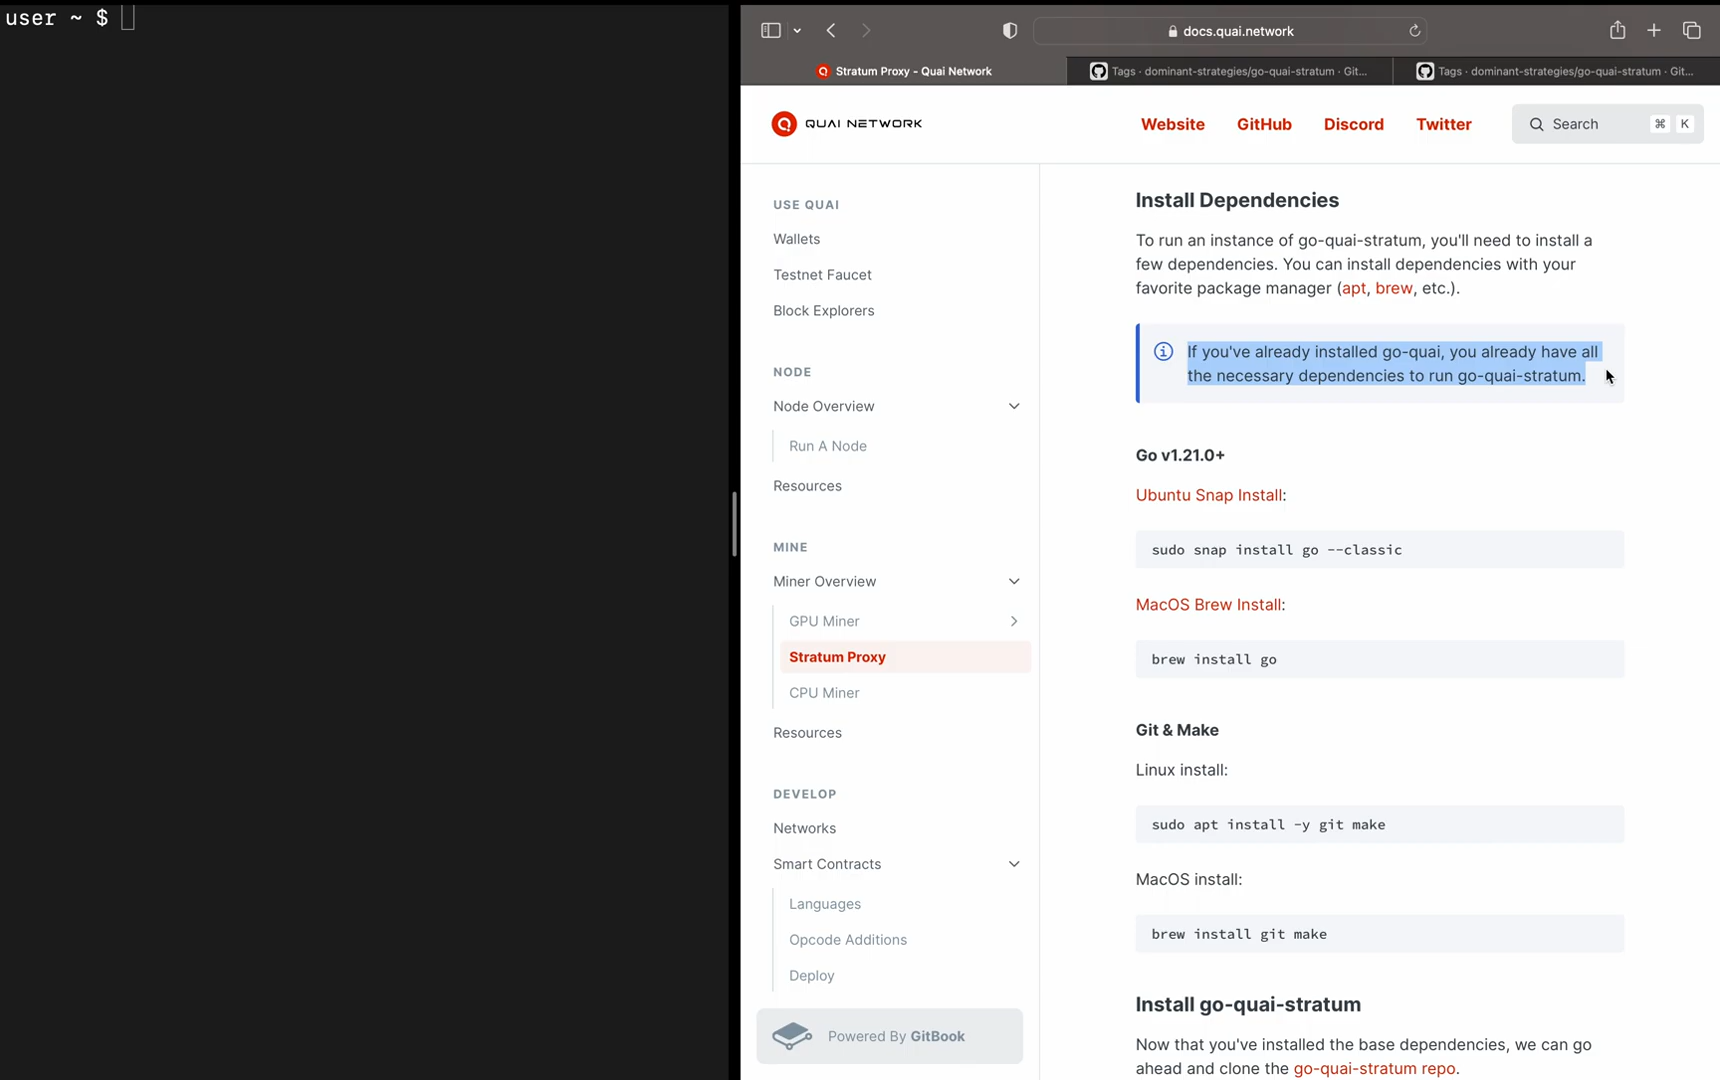 user ~ $
docs.quai.network
Stratum Proxy - Quai Network
Tags · dominant-strategies/go-quai-stratum · Git...
Tags · dominant-strategies/go-quai-stratum · Git...
QUAI NETWORK
Website
GitHub
Discord
Twitter
Search
⌘ K
USE QUAI
Wallets
Testnet Faucet
Block Explorers
NODE
Node Overview
Run A Node
Resources
MINE
Miner Overview
GPU Miner
Stratum Proxy
CPU Miner
Resources
DEVELOP
Networks
Smart Contracts
Languages
Opcode Additions
Deploy
Powered By GitBook
Install Dependencies
To run an instance of go-quai-stratum, you'll need to install a
few dependencies. You can install dependencies with your
favorite package manager (apt, brew, etc.).
If you've already installed go-quai, you already have all
the necessary dependencies to run go-quai-stratum.
Go v1.21.0+
Ubuntu Snap Install:
sudo snap install go --classic
MacOS Brew Install:
brew install go
Git & Make
Linux install:
sudo apt install -y git make
MacOS install:
brew install git make
Install go-quai-stratum
Now that you've installed the base dependencies, we can go
ahead and clone the go-quai-stratum repo.